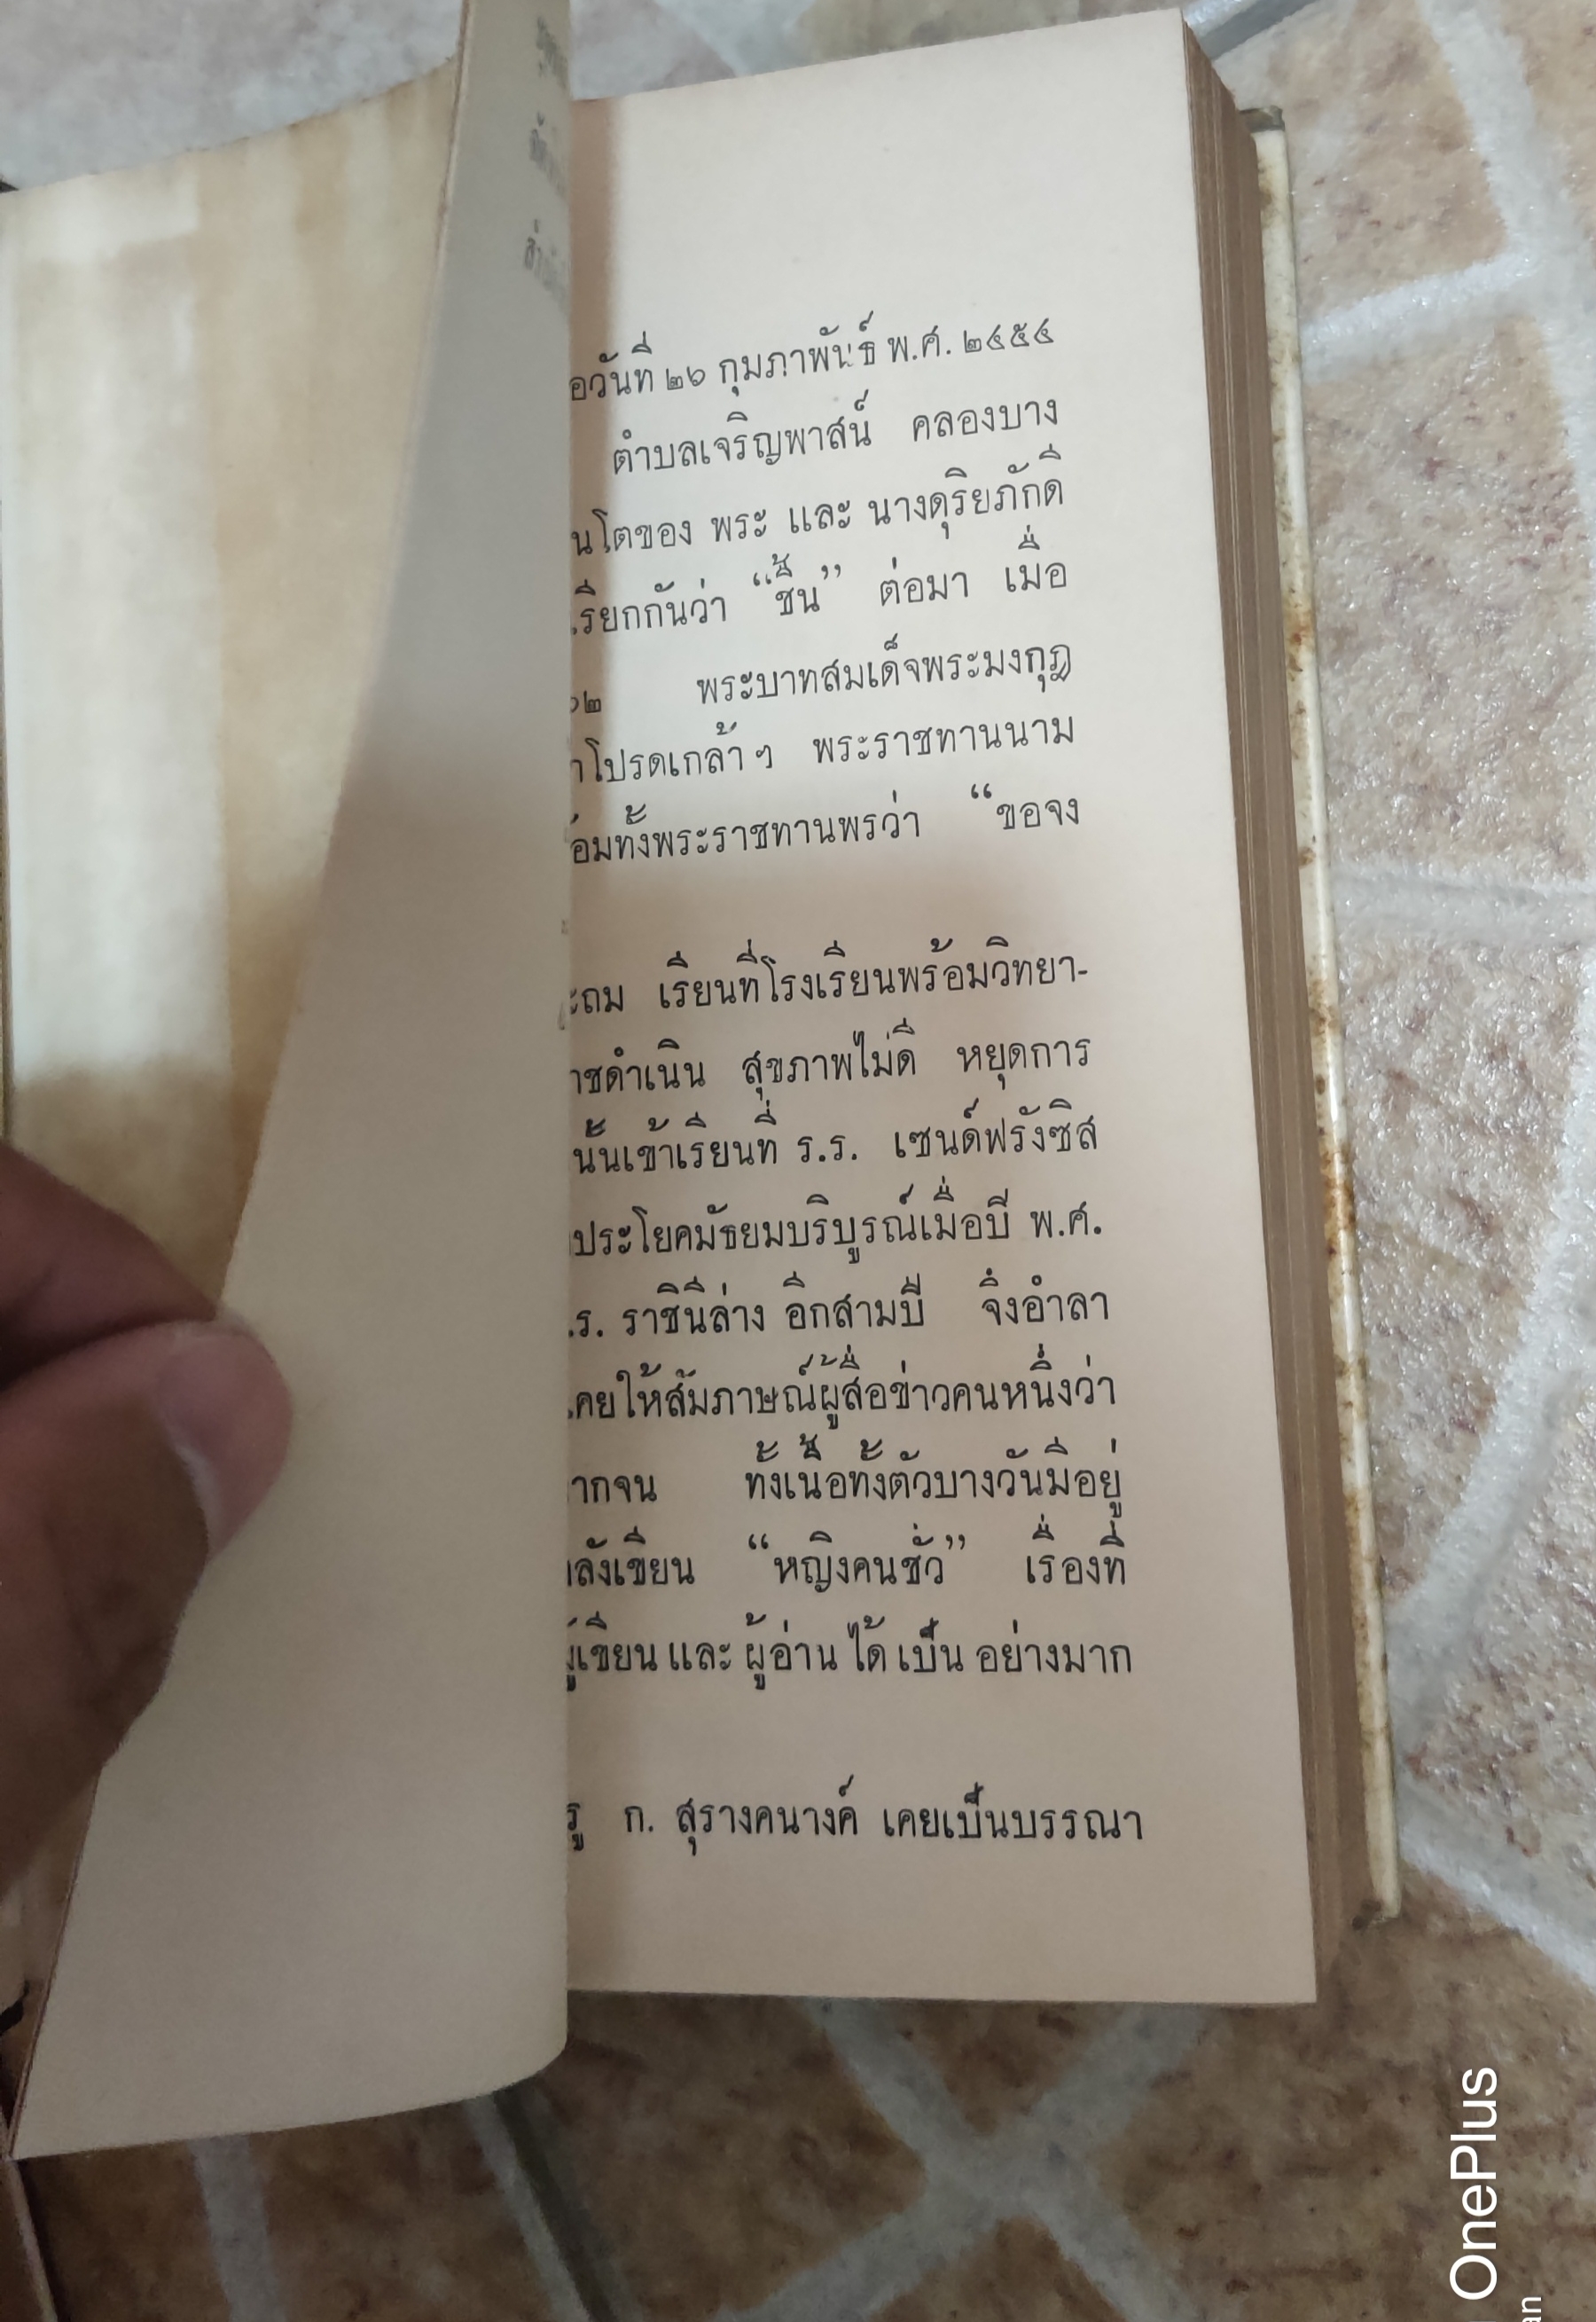 อวันที่ ๒๖ กุมภาพันธ์ พ.ศ. ๒๔๕๔
ตำบลเจริญพาสน์ คลองบาง
นโตของ พระ และ นางดุริยภักดี
เรียกกันว่า “ชื้น” ต่อมา เมื่อ
๖๒ พระบาทสมเด็จพระมงกุฎ
าโปรดเกล้าฯ พระราชทานนาม
้อมทั้งพระราชทานพรว่า “ขอจง
ะถม เรียนที่โรงเรียนพร้อมวิทยา-
าชดำเนิน สุขภาพไม่ดี หยุดการ
นั้นเข้าเรียนที่ ร.ร. เซนต์ฟรังซิส
ประโยคมัธยมบริบูรณ์เมื่อปี พ.ศ.
.ร. ราชินีล่าง อีกสามปี จึงอำลา
เคยให้สัมภาษณ์ผู้สื่อข่าวคนหนึ่งว่า
ากจน ทั้งเนื้อทั้งตัวบางวันมีอยู่
ลังเขียน “หญิงคนชั่ว” เรื่องที่
ผู้เขียน และ ผู้อ่าน ได้ เป็น อย่างมาก
รู ก. สุรางคนางค์ เคยเป็นบรรณา
OnePlus